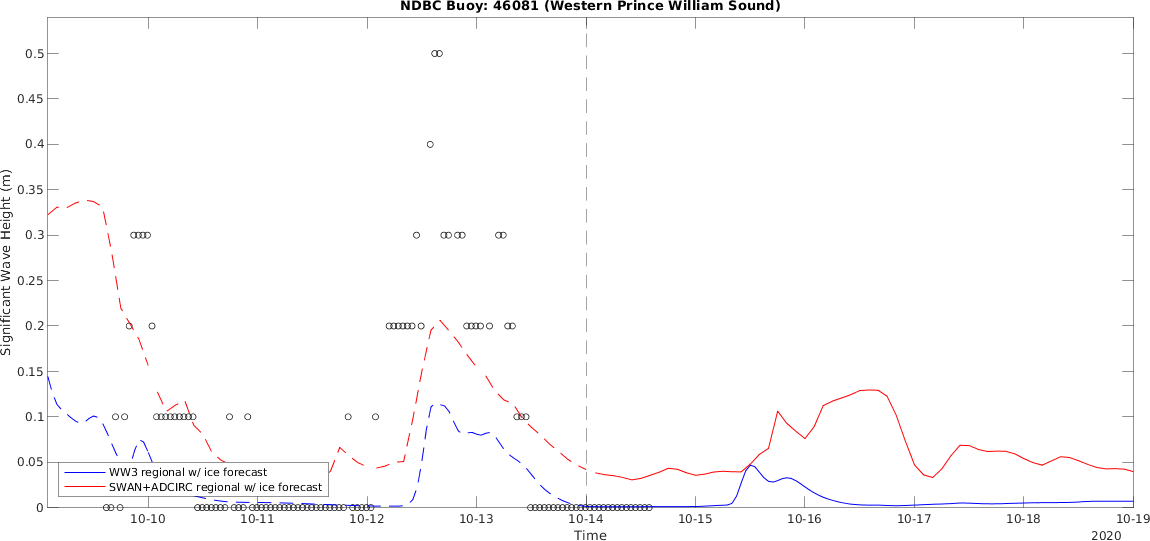 NDBC Buoy: 46081 (Western Prince William Sound)
Significant Wave Height (m)
0.5
0.45
0.4
0.35
0.3
0.25
0.2
0.15
0.1
0.05
0
WW3 regional w/ ice forecast
SWAN+ADCIRC regional w/ ice forecast
10-10 10-11 10-12 10-13 10-14 10-15 10-16 10-17 10-18 10-19
Time
2020